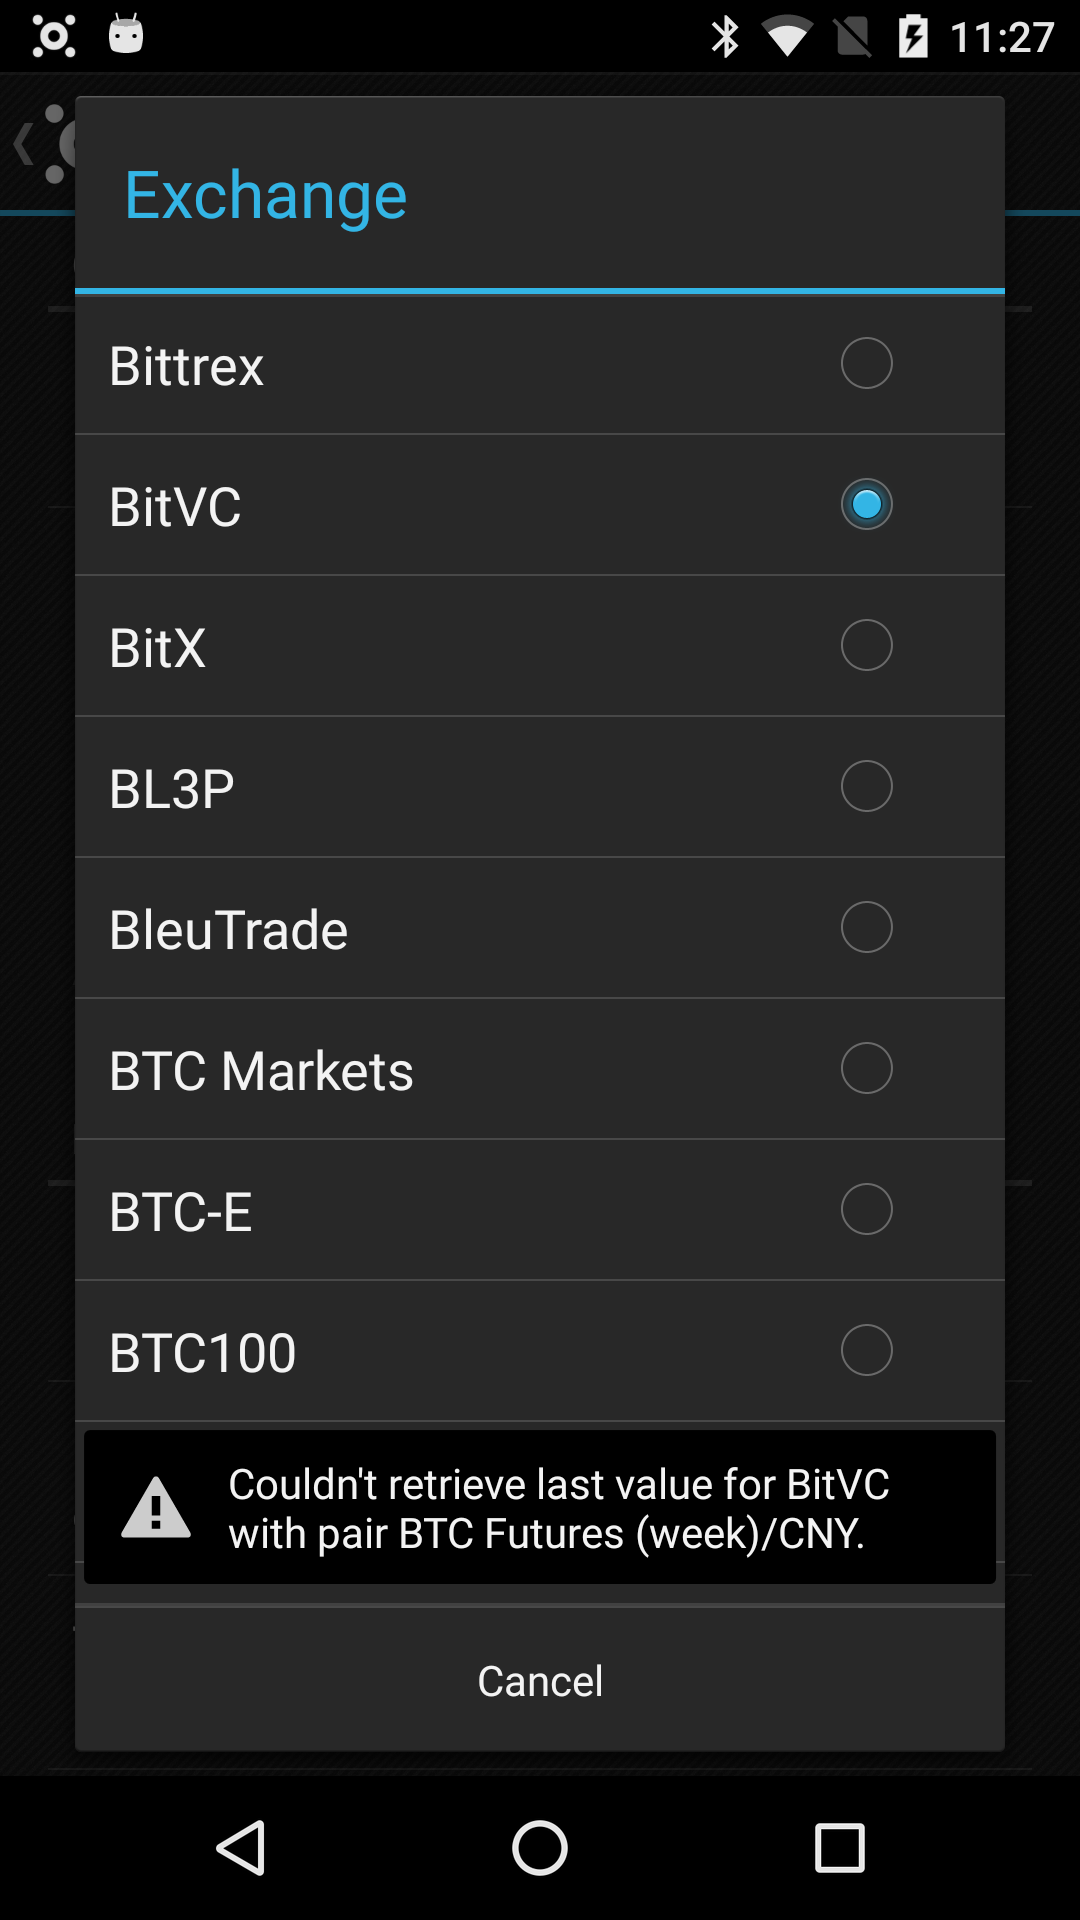 11:27
Exchange
Bittrex
BitVC
BitX
BL3P
BleuTrade
BTC Markets
BTC-E
BTC100
Couldn't retrieve last value for BitVC
with pair BTC Futures (week)/CNY.
Cancel